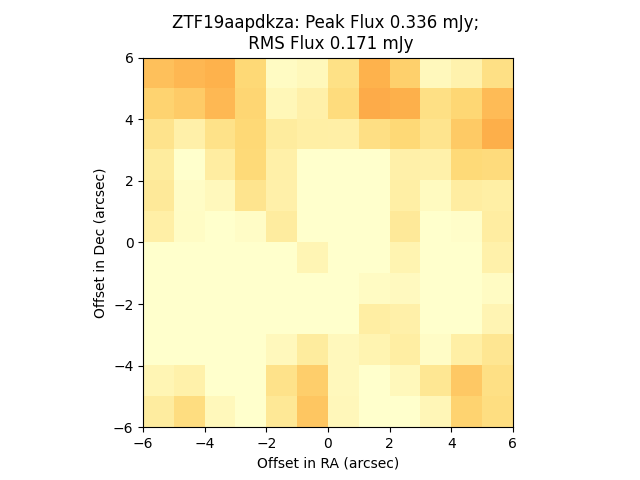 ZTF19aapdkza: Peak Flux 0.336 mJy;
RMS Flux 0.171 mJy
6
4
2
0
−2
−4
−6
Offset in Dec (arcsec)
−6 −4 −2 0 2 4 6
Offset in RA (arcsec)